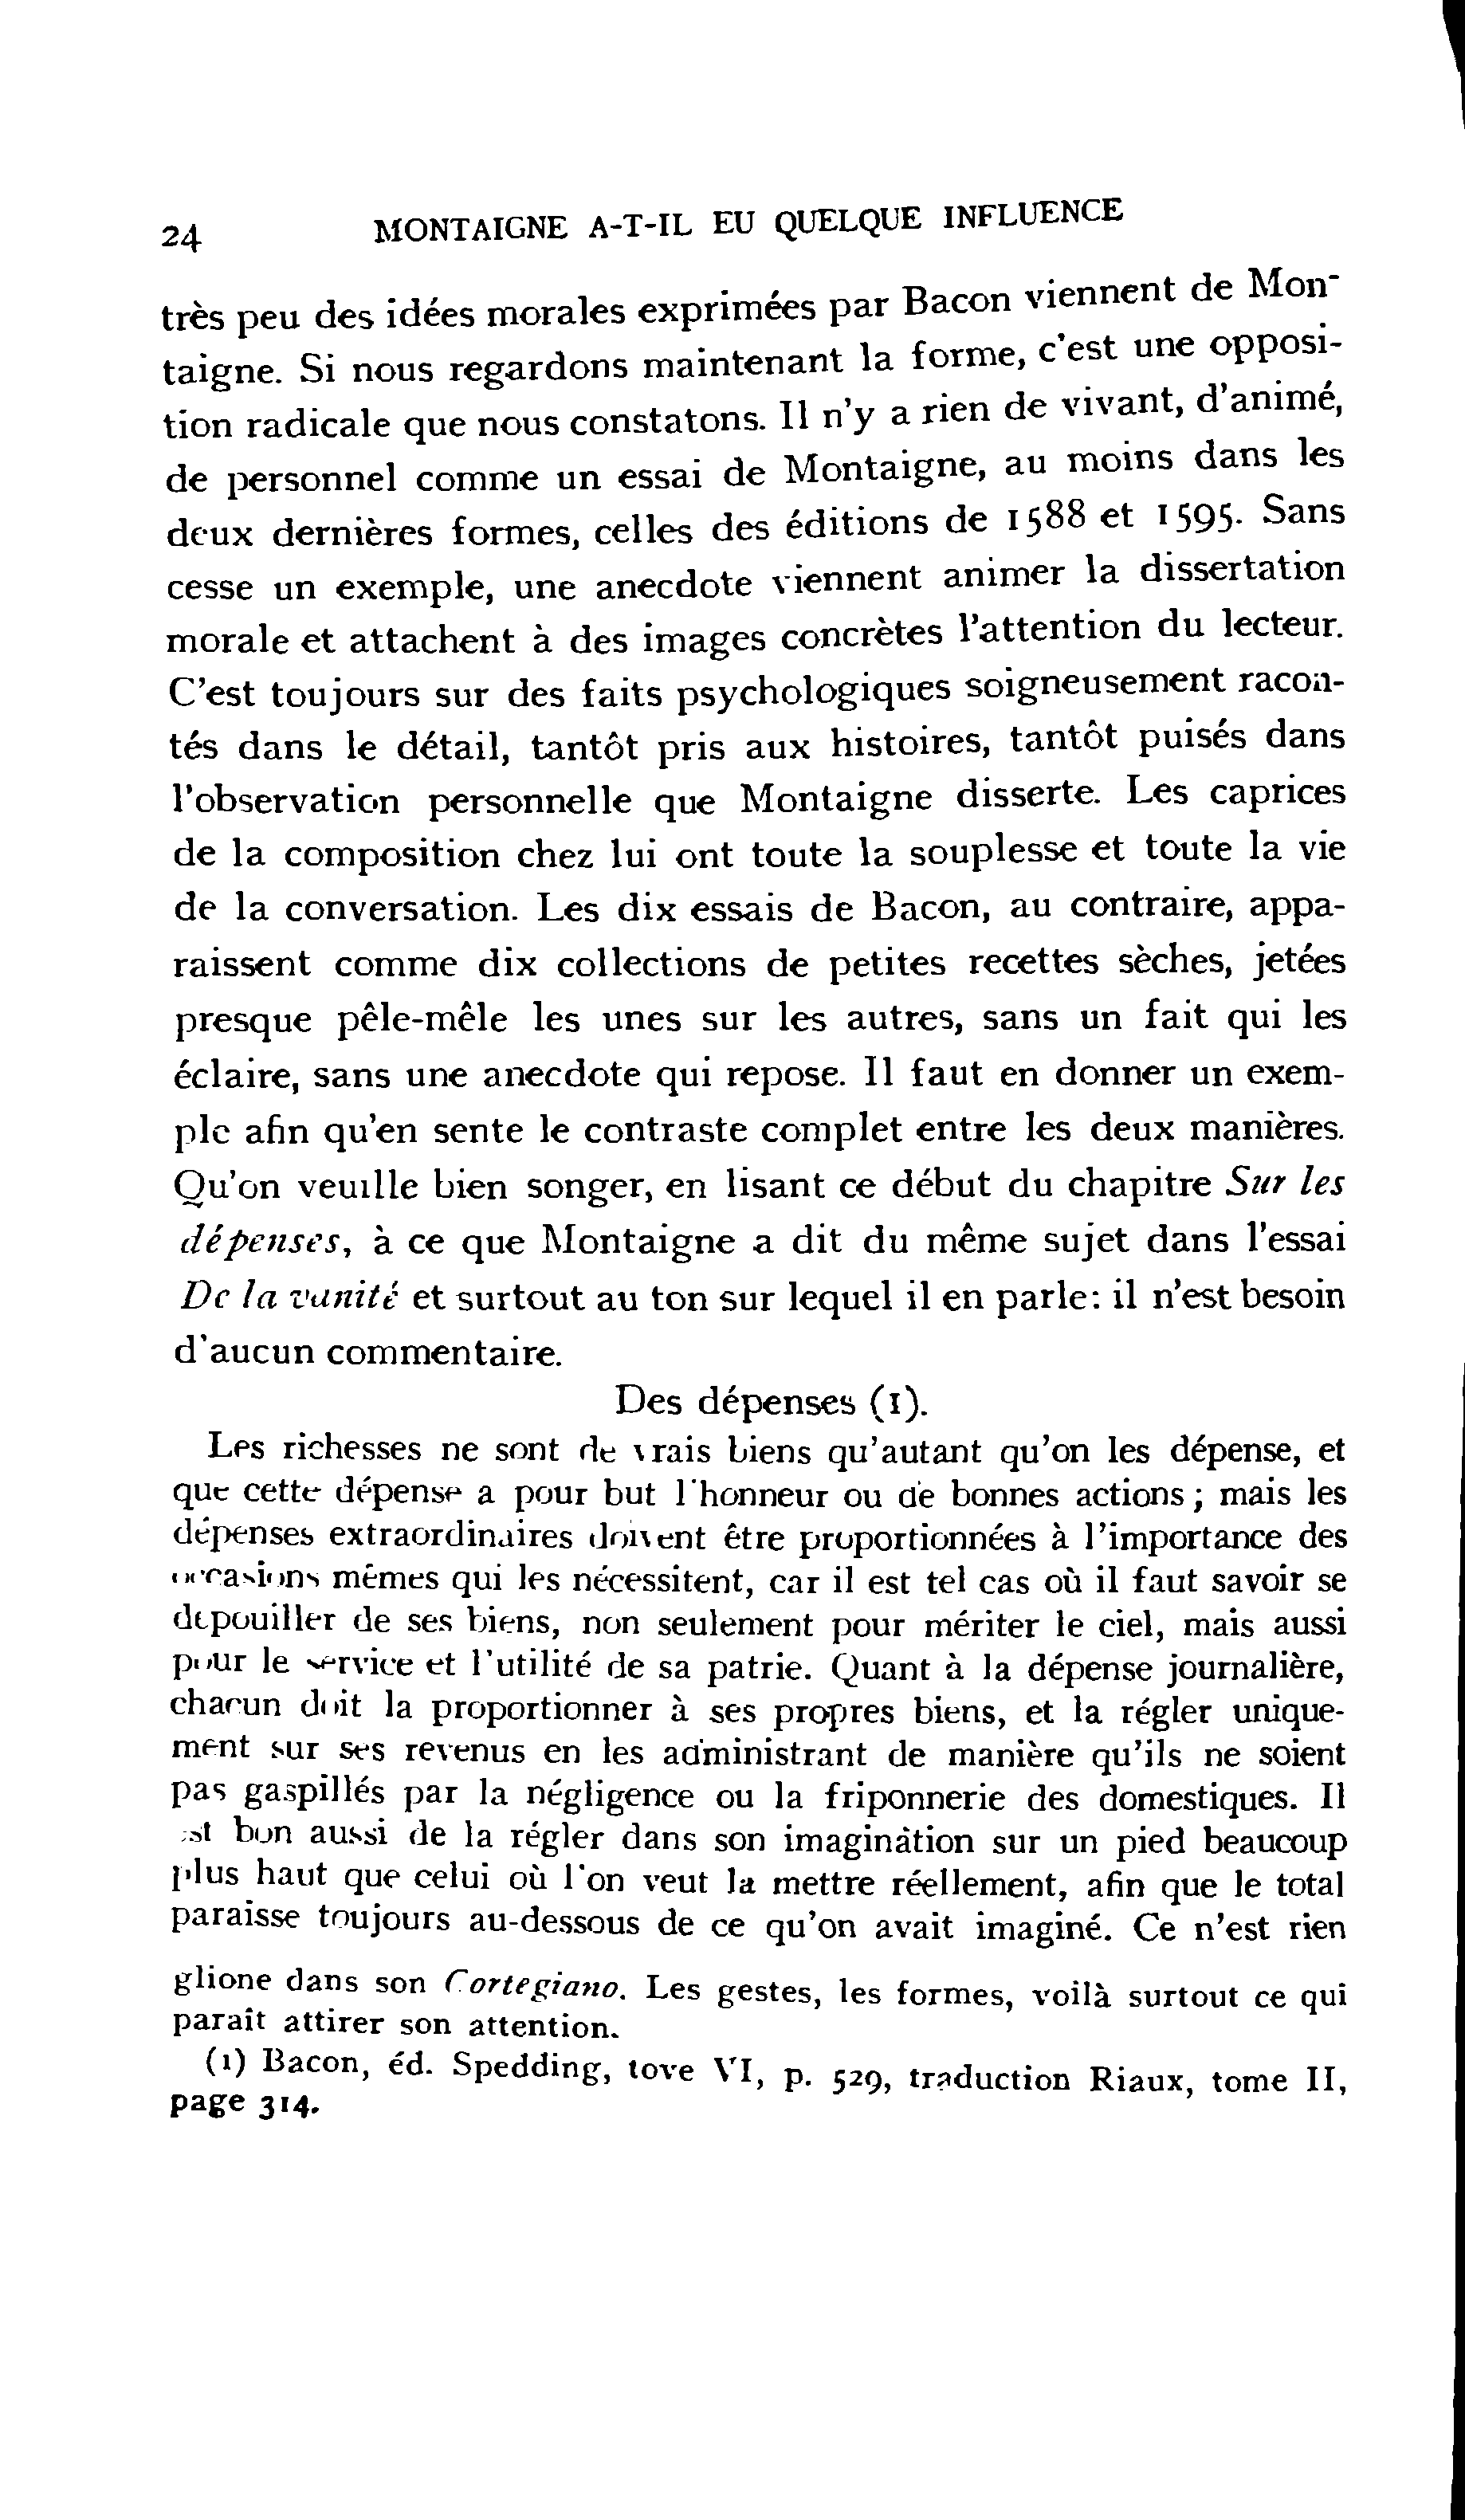 24 MONTAIGNE A-T-IL EU QUELQUE INFLUENCE
très peu des idées morales exprimées par Bacon viennent de Mon-
taigne. Si nous regardons maintenant la forme, c'est une opposi-
tion radicale que nous constatons. Il n'y a rien de vivant, d'animé,
de personnel comme un essai de Montaigne, au moins dans les
deux dernières formes, celles des éditions de 1588 et 1595. Sans
cesse un exemple, une anecdote viennent animer la dissertation
morale et attachent à des images concrètes l'attention du lecteur.
C'est toujours sur des faits psychologiques soigneusement racon-
tés dans le détail, tantôt pris aux histoires, tantôt puisés dans
l'observation personnelle que Montaigne disserte. Les caprices
de la composition chez lui ont toute la souplesse et toute la vie
de la conversation. Les dix essais de Bacon, au contraire, appa-
raissent comme dix collections de petites recettes sèches, jetées
presque pêle-mêle les unes sur les autres, sans un fait qui les
éclaire, sans une anecdote qui repose. Il faut en donner un exem-
ple afin qu'en sente le contraste complet entre les deux manières.
Qu'on veuille bien songer, en lisant ce début du chapitre Sur les
dépenses, à ce que Montaigne a dit du même sujet dans l'essai
De la vanité et surtout au ton sur lequel il en parle: il n'est besoin
d'aucun commentaire.
Des dépenses (1).
Les richesses ne sont de vrais biens qu'autant qu'on les dépense, et
que cette dépense a pour but l'honneur ou de bonnes actions ; mais les
dépenses extraordinaires doivent être proportionnées à l'importance des
occasions mêmes qui les nécessitent, car il est tel cas où il faut savoir se
dépouiller de ses biens, non seulement pour mériter le ciel, mais aussi
pour le service et l'utilité de sa patrie. Quant à la dépense journalière,
chacun doit la proportionner à ses propres biens, et la régler unique-
ment sur ses revenus en les administrant de manière qu'ils ne soient
pas gaspillés par la négligence ou la friponnerie des domestiques. Il
est bon aussi de la régler dans son imagination sur un pied beaucoup
plus haut que celui où l'on veut la mettre réellement, afin que le total
paraisse toujours au-dessous de ce qu'on avait imaginé. Ce n'est rien
glione dans son Cortegiano. Les gestes, les formes, voilà surtout ce qui
paraît attirer son attention.
(1) Bacon, éd. Spedding, tove VI, p. 529, traduction Riaux, tome II,
page 314.